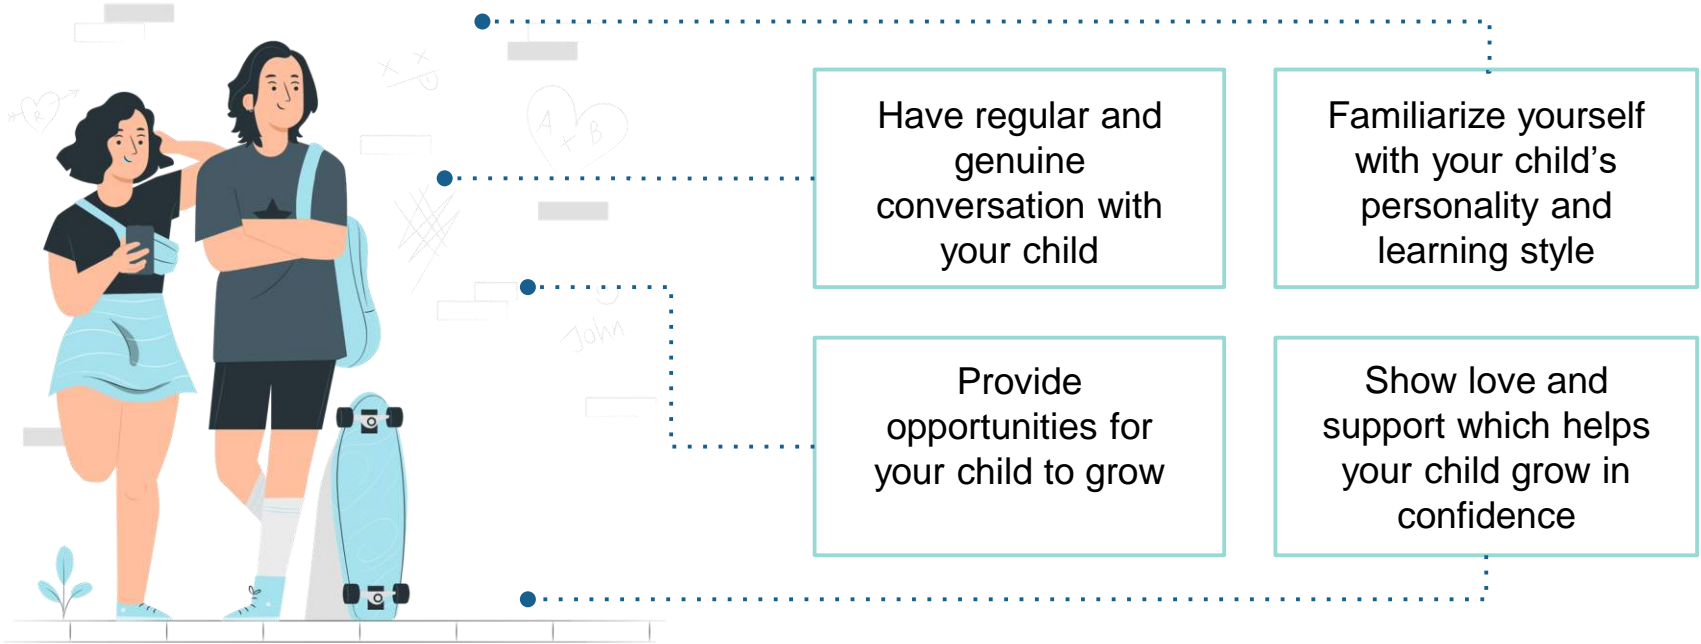 Have regular and
genuine
conversation with
your child
Familiarize yourself
with your child’s
personality and
learning style
Provide
opportunities for
your child to grow
Show love and
support which helps
your child grow in
confidence
R
A + B
John